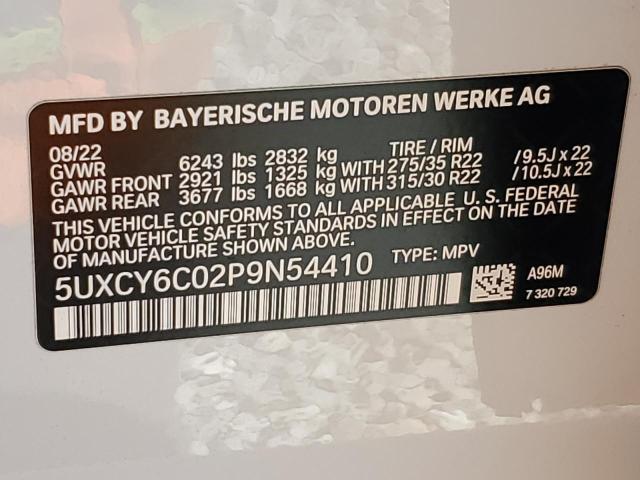 MFD BY BAYERISCHE MOTOREN WERKE AG
08/22 TIRE / RIM
GVWR 6243 lbs 2832 kg
GAWR FRONT 2921 lbs 1325 kg WITH 275/35 R22 /9.5J x 22
GAWR REAR 3677 lbs 1668 kg WITH 315/30 R22 /10.5J x 22
THIS VEHICLE CONFORMS TO ALL APPLICABLE U. S. FEDERAL
MOTOR VEHICLE SAFETY STANDARDS IN EFFECT ON THE DATE
OF MANUFACTURE SHOWN ABOVE.
5UXCY6C02P9N54410 TYPE: MPV
A96M
7 320 729